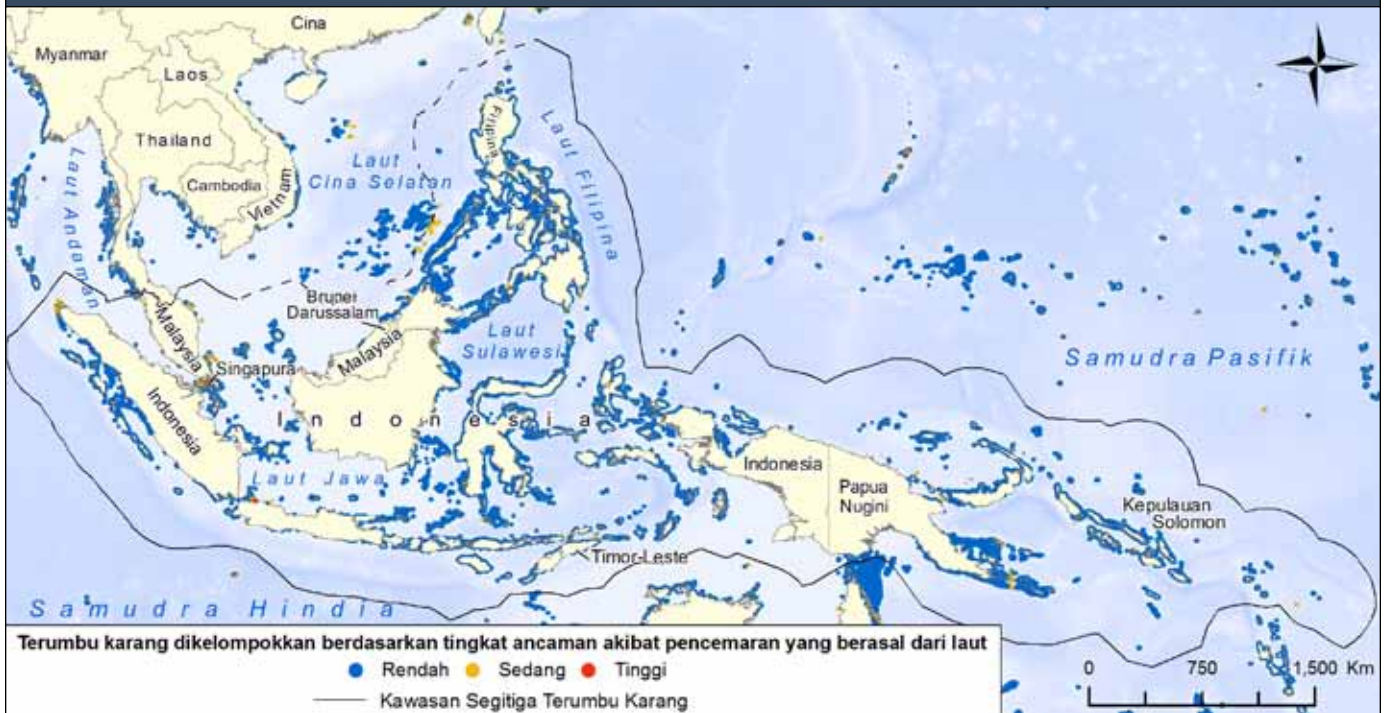 Cina
Myanmar
Laos
Thailand
Cambodia
Vietnam
Laut Andaman
Laut
Cina Selatan
Filipina
Laut Filipina
Brunei
Darussalam
Malaysia
Malaysia
Singapura
Laut
Sulawesi
Samudra Pasifik
Indonesia
Indonesia
Laut Jawa
Indonesia
Papua
Nugini
Kepulauan
Solomon
Timor-Leste
Samudra Hindia
Terumbu karang dikelompokkan berdasarkan tingkat ancaman akibat pencemaran yang berasal dari laut
Rendah Sedang Tinggi
Kawasan Segitiga Terumbu Karang
0 750 1,500 Km